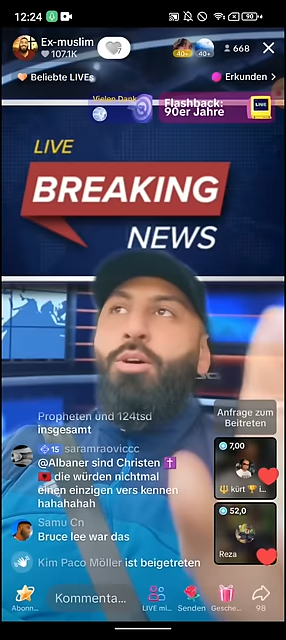 12:24
90
Ex-muslim
107.1K
40+
40+
668
Beliebte LIVEs
Erkunden
Vielen Dank
Flashback:
90er Jahre
LIVE
LIVE
BREAKING
NEWS
Propheten und 124tsd
insgesamt
15 saramraoviccc
@Albaner sind Christen
die würden nichtmal
einen einzigen vers kennen
hahahahah
Samu Cn
Bruce lee war das
Kim Paco Möller ist beigetreten
Anfrage zum
Beitreten
7,00
kürt
52,0
Reza
Abonn...
Kommenta...
LIVE mi...
Senden
Gesche...
98